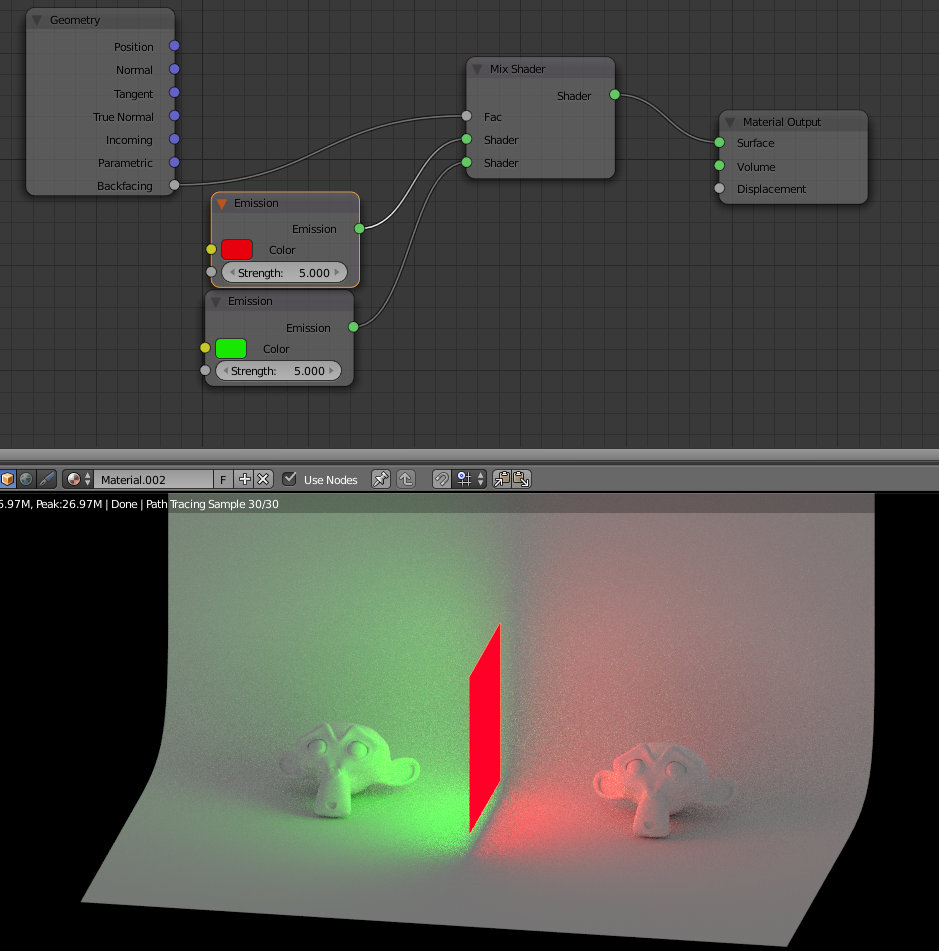 Geometry
Position
Normal
Tangent
True Normal
Incoming
Parametric
Backfacing
Mix Shader
Shader
Fac
Shader
Shader
Material Output
Surface
Volume
Displacement
Emission
Emission
Color
Strength: 5.000
Emission
Emission
Color
Strength: 5.000
Material.002 F Use Nodes
.97M, Peak:26.97M | Done | Path Tracing Sample 30/30